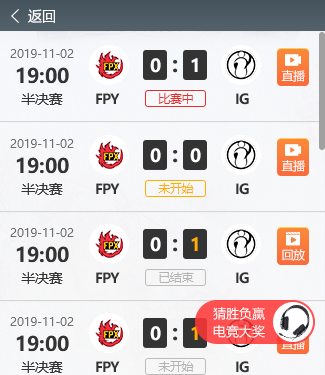 返回
2019-11-02
19:00
半决赛
FPX
FPY
0 : 1
比赛中
IG
直播
2019-11-02
19:00
半决赛
FPX
FPY
0 : 0
未开始
IG
直播
2019-11-02
19:00
半决赛
FPX
FPY
0 : 1
已结束
IG
回放
2019-11-02
19:00
半决赛
FPX
FPY
0 : 1
未开始
IG
直播
猜胜负赢
电竞大奖